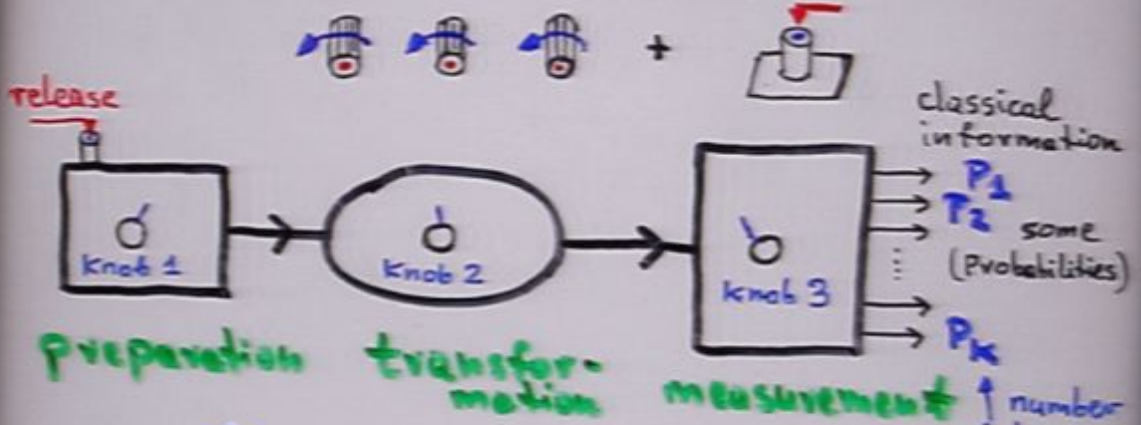 +
release
classical
information
P1
P2 some
(Probabilities)
PK
Knob 1
Knob 2
Knob 3
preparation
transfor-
mation
measurement
number